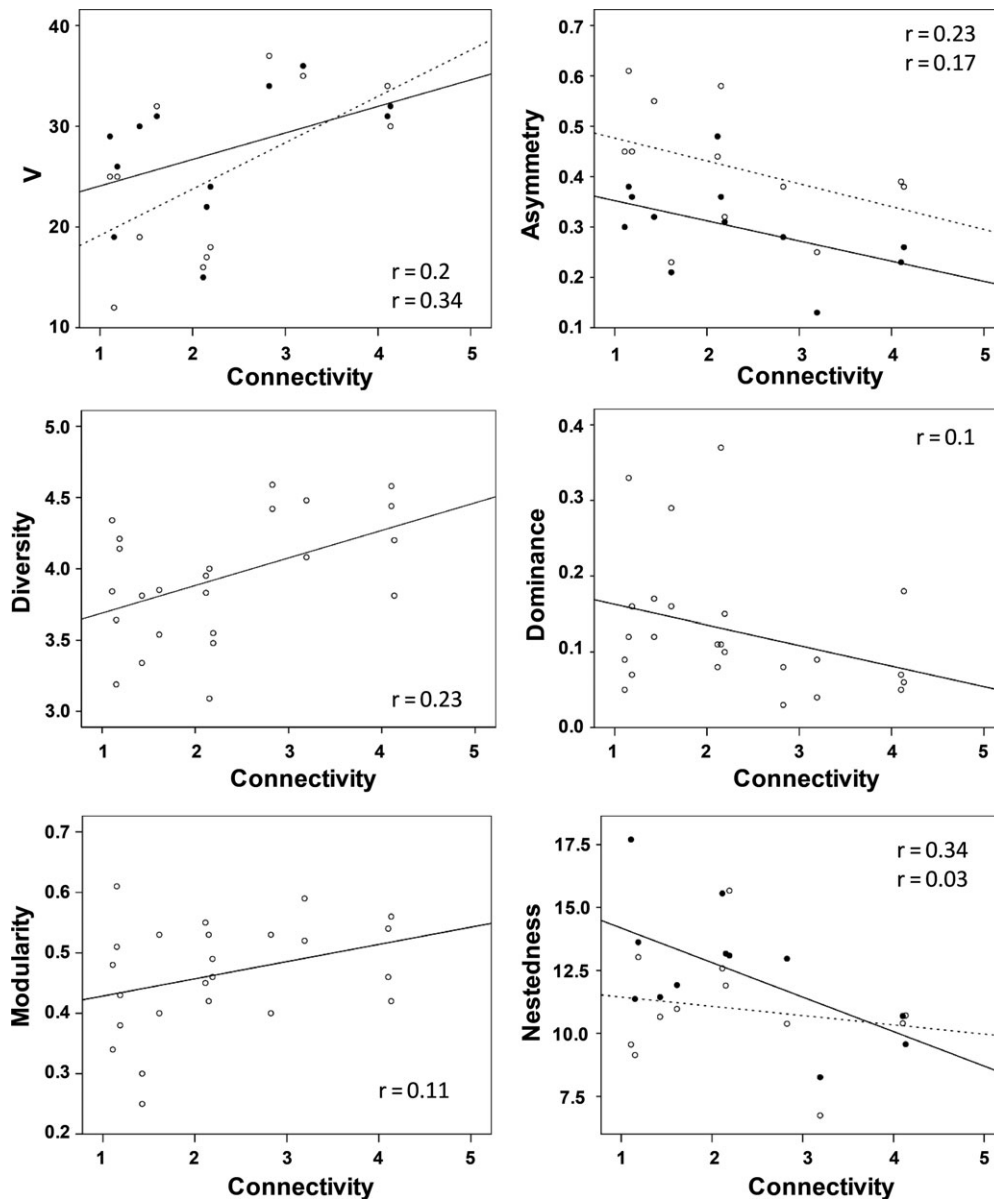 40
30
20
10
V
r = 0.2
r = 0.34
1 2 3 4 5
Connectivity
0.7
0.6
0.5
0.4
0.3
0.2
0.1
Asymmetry
r = 0.23
r = 0.17
1 2 3 4 5
Connectivity
5.0
4.5
4.0
3.5
3.0
Diversity
r = 0.23
1 2 3 4 5
Connectivity
0.4
0.3
0.2
0.1
0.0
Dominance
r = 0.1
1 2 3 4 5
Connectivity
0.7
0.6
0.5
0.4
0.3
0.2
Modularity
r = 0.11
1 2 3 4 5
Connectivity
17.5
15.0
12.5
10.0
7.5
Nestedness
r = 0.34
r = 0.03
1 2 3 4 5
Connectivity